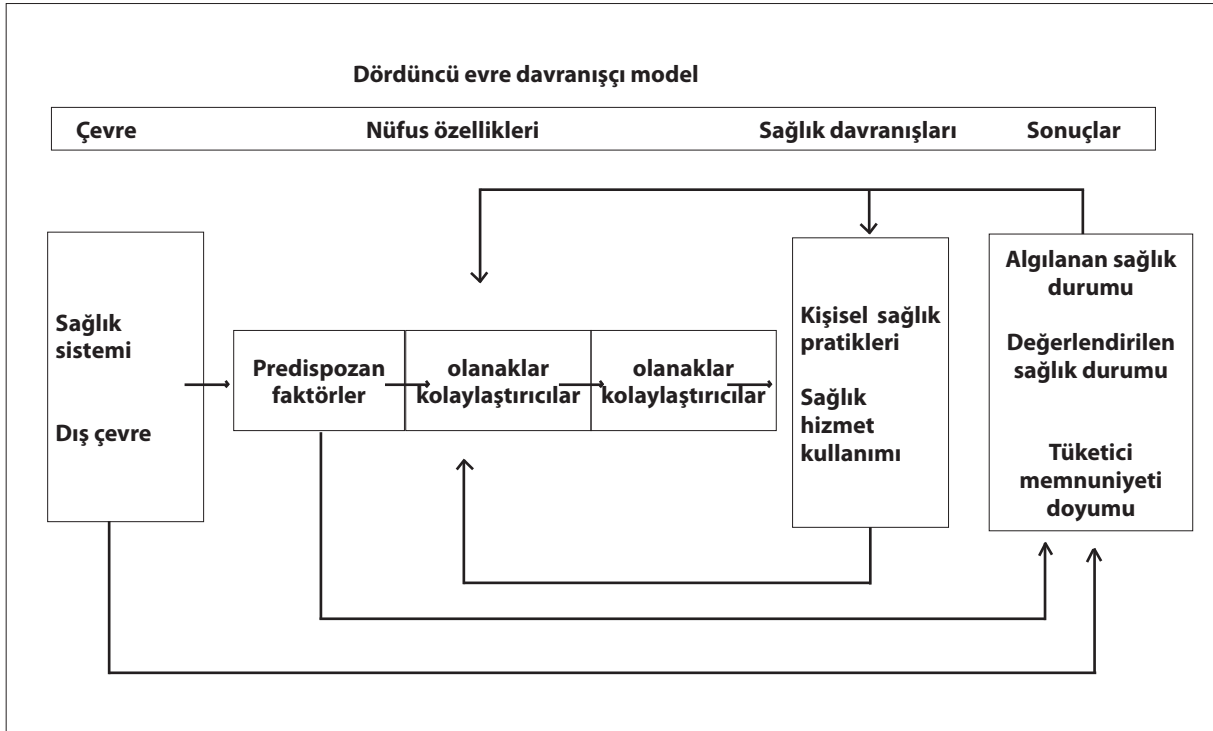 Dördüncü evre davranışçı model
Çevre Nüfus özellikleri Sağlık davranışları Sonuçlar
Sağlık
sistemi
Dış çevre
Predispozan
faktörler
olanaklar
kolaylaştırıcılar
olanaklar
kolaylaştırıcılar
Kişisel sağlık
pratikleri
Sağlık
hizmet
kullanımı
Algılanan sağlık
durumu
Değerlendirilen
sağlık durumu
Tüketici
memnuniyeti
doyumu